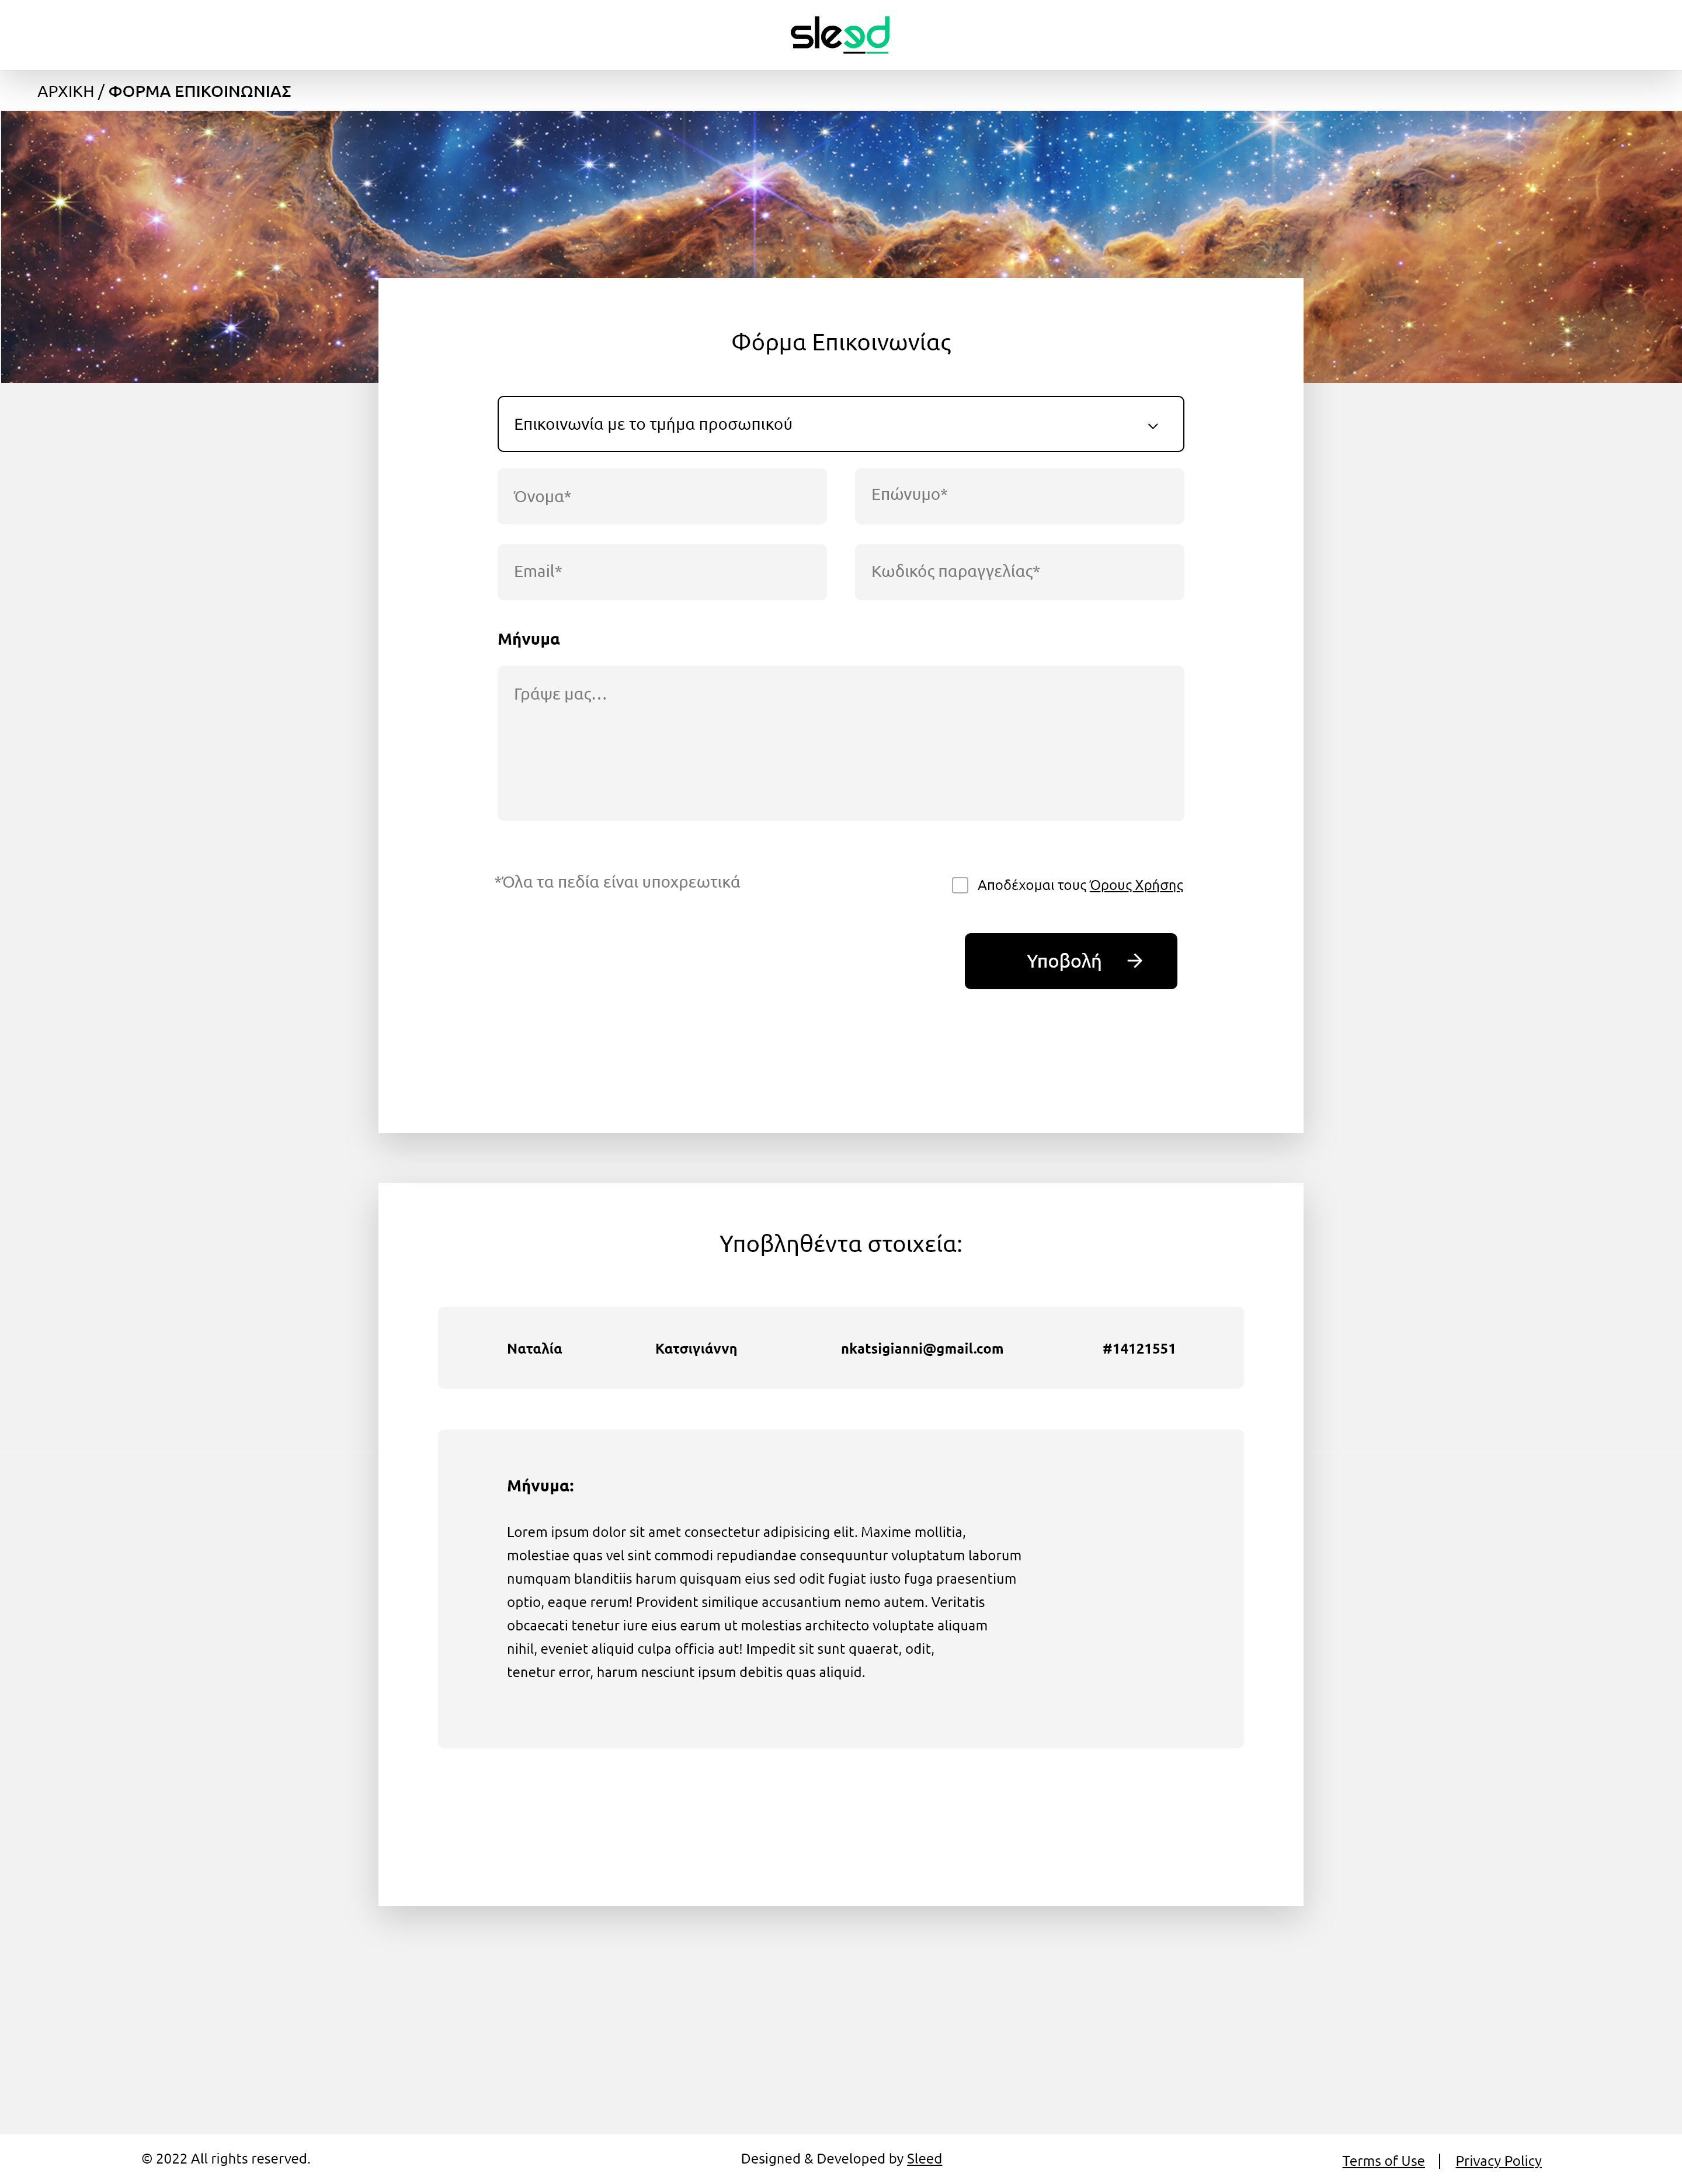 sleed
ΑΡΧΙΚΗ / ΦΟΡΜΑ ΕΠΙΚΟΙΝΩΝΙΑΣ
Φόρμα Επικοινωνίας
Επικοινωνία με το τμήμα προσωπικού
Όνομα*
Επώνυμο*
Email*
Κωδικός παραγγελίας*
Μήνυμα
Γράψε μας...
*Όλα τα πεδία είναι υποχρεωτικά
Αποδέχομαι τους Όρους Χρήσης
Υποβολή
Υποβληθέντα στοιχεία:
Ναταλία Κατσιγιάννη nkatsigianni@gmail.com #14121551
Μήνυμα:
Lorem ipsum dolor sit amet consectetur adipisicing elit. Maxime mollitia,
molestiae quas vel sint commodi repudiandae consequuntur voluptatum laborum
numquam blanditiis harum quisquam eius sed odit fugiat iusto fuga praesentium
optio, eaque rerum! Provident similique accusantium nemo autem. Veritatis
obcaecati tenetur iure eius earum ut molestias architecto voluptate aliquam
nihil, eveniet aliquid culpa officia aut! Impedit sit sunt quaerat, odit,
tenetur error, harum nesciunt ipsum debitis quas aliquid.
© 2022 All rights reserved.
Designed & Developed by Sleed
Terms of Use | Privacy Policy